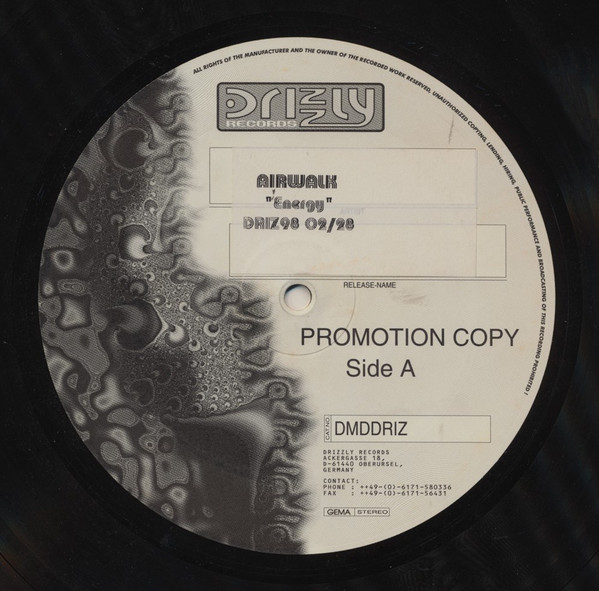 ALL RIGHTS OF THE MANUFACTURER AND THE OWNER OF THE RECORDED WORK RESERVED. UNAUTHORIZED COPYING, LENDING, HIRING, PUBLIC PERFORMANCE AND BROADCASTING OF THIS RECORDING PROHIBITED !
DRIZZLY
RECORDS
AIRWALK
"Energy"
DRIZ98 02/28
RELEASE-NAME
PROMOTION COPY
Side A
CAT.NO
DMDDRIZ
DRIZZLY RECORDS
ACKERGASSE 18,
D-61440 OBERURSEL,
GERMANY
CONTACT:
PHONE : ++49-(0)-6171-580336
FAX : ++49-(0)-6171-56431
GEMA STEREO